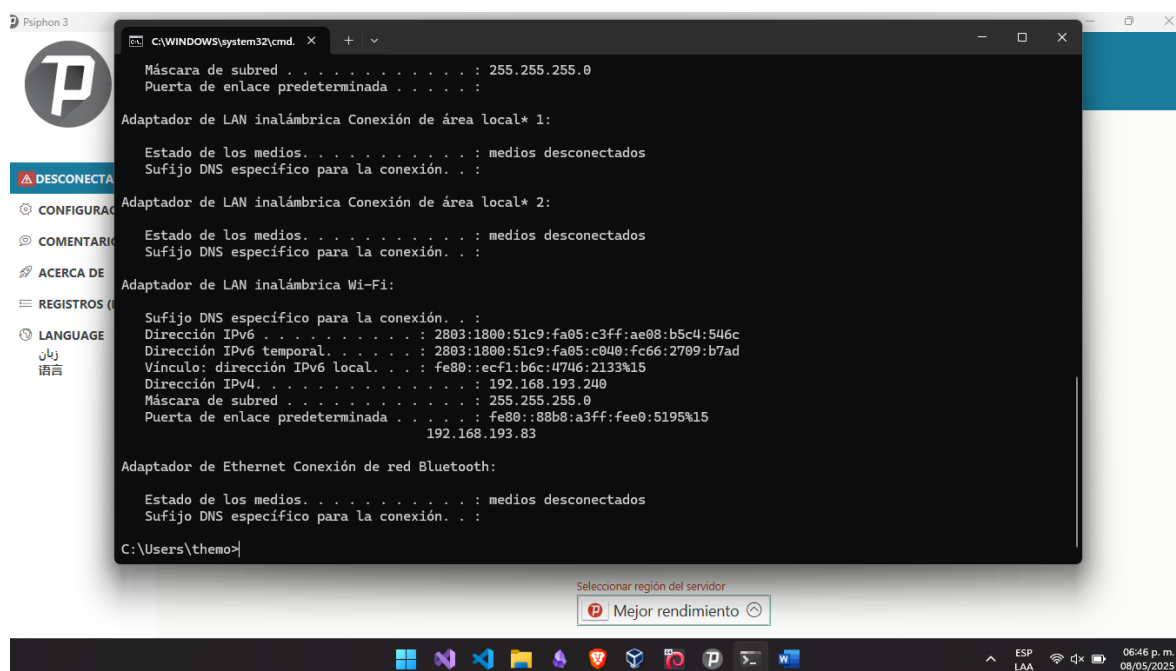 Psiphon 3
C:\WINDOWS\system32\cmd.
Máscara de subred . . . . . . . . . . . . : 255.255.255.0
Puerta de enlace predeterminada . . . . . :
Adaptador de LAN inalámbrica Conexión de área local* 1:
Estado de los medios. . . . . . . . . . . : medios desconectados
Sufijo DNS específico para la conexión. . :
Adaptador de LAN inalámbrica Conexión de área local* 2:
Estado de los medios. . . . . . . . . . . : medios desconectados
Sufijo DNS específico para la conexión. . :
Adaptador de LAN inalámbrica Wi-Fi:
Sufijo DNS específico para la conexión. . :
Dirección IPv6 . . . . . . . . . . : 2803:1800:51c9:fa05:c3ff:ae08:b5c4:546c
Dirección IPv6 temporal. . . . . . : 2803:1800:51c9:fa05:c040:fc66:2709:b7ad
Vínculo: dirección IPv6 local. . . : fe80::ecf1:b6c:4746:2133%15
Dirección IPv4. . . . . . . . . . . . . . : 192.168.193.240
Máscara de subred . . . . . . . . . . . . : 255.255.255.0
Puerta de enlace predeterminada . . . . . . : fe80::88b8:a3ff:fee0:5195%15
192.168.193.83
Adaptador de Ethernet Conexión de red Bluetooth:
Estado de los medios. . . . . . . . . . . : medios desconectados
Sufijo DNS específico para la conexión. . :
C:\Users\themo>
DESCONECTA
CONFIGURAC
COMENTARIO
ACERCA DE
REGISTROS (
LANGUAGE
زبان
语言
Seleccionar región del servidor
Mejor rendimiento
ESP
LAA
06:46 p. m.
08/05/2025